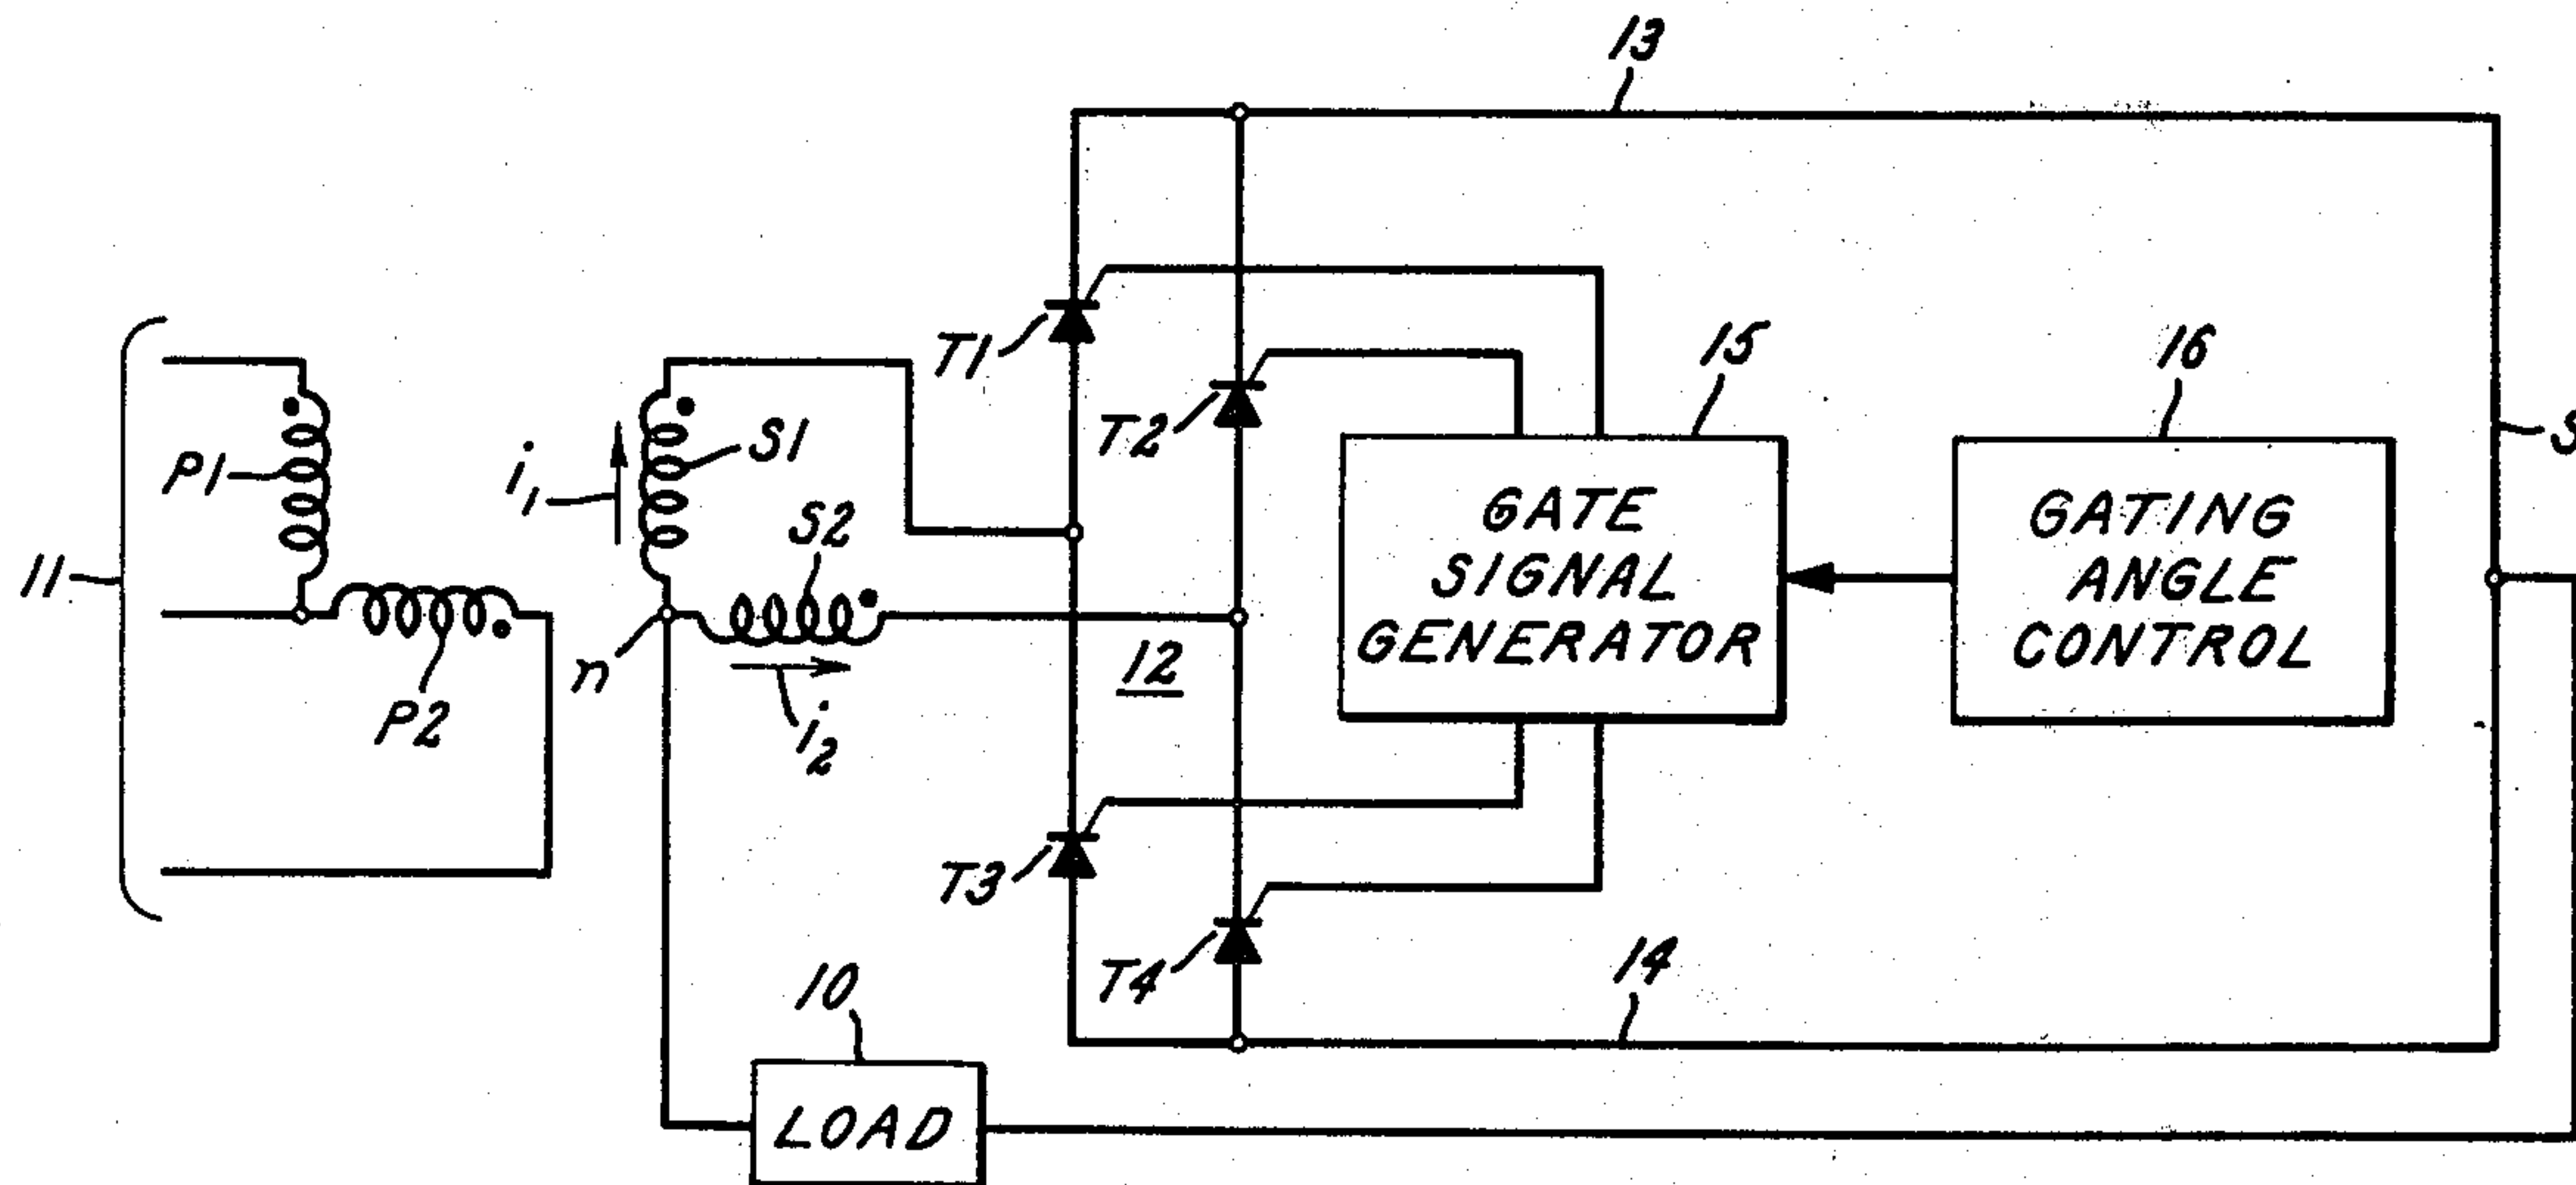 13
T1
15
16
T2
P1
i1
S1
S
S2
GATE
SIGNAL
GENERATOR
GATING
ANGLE
CONTROL
11
n
12
P2
i2
T3
T4
14
10
LOAD